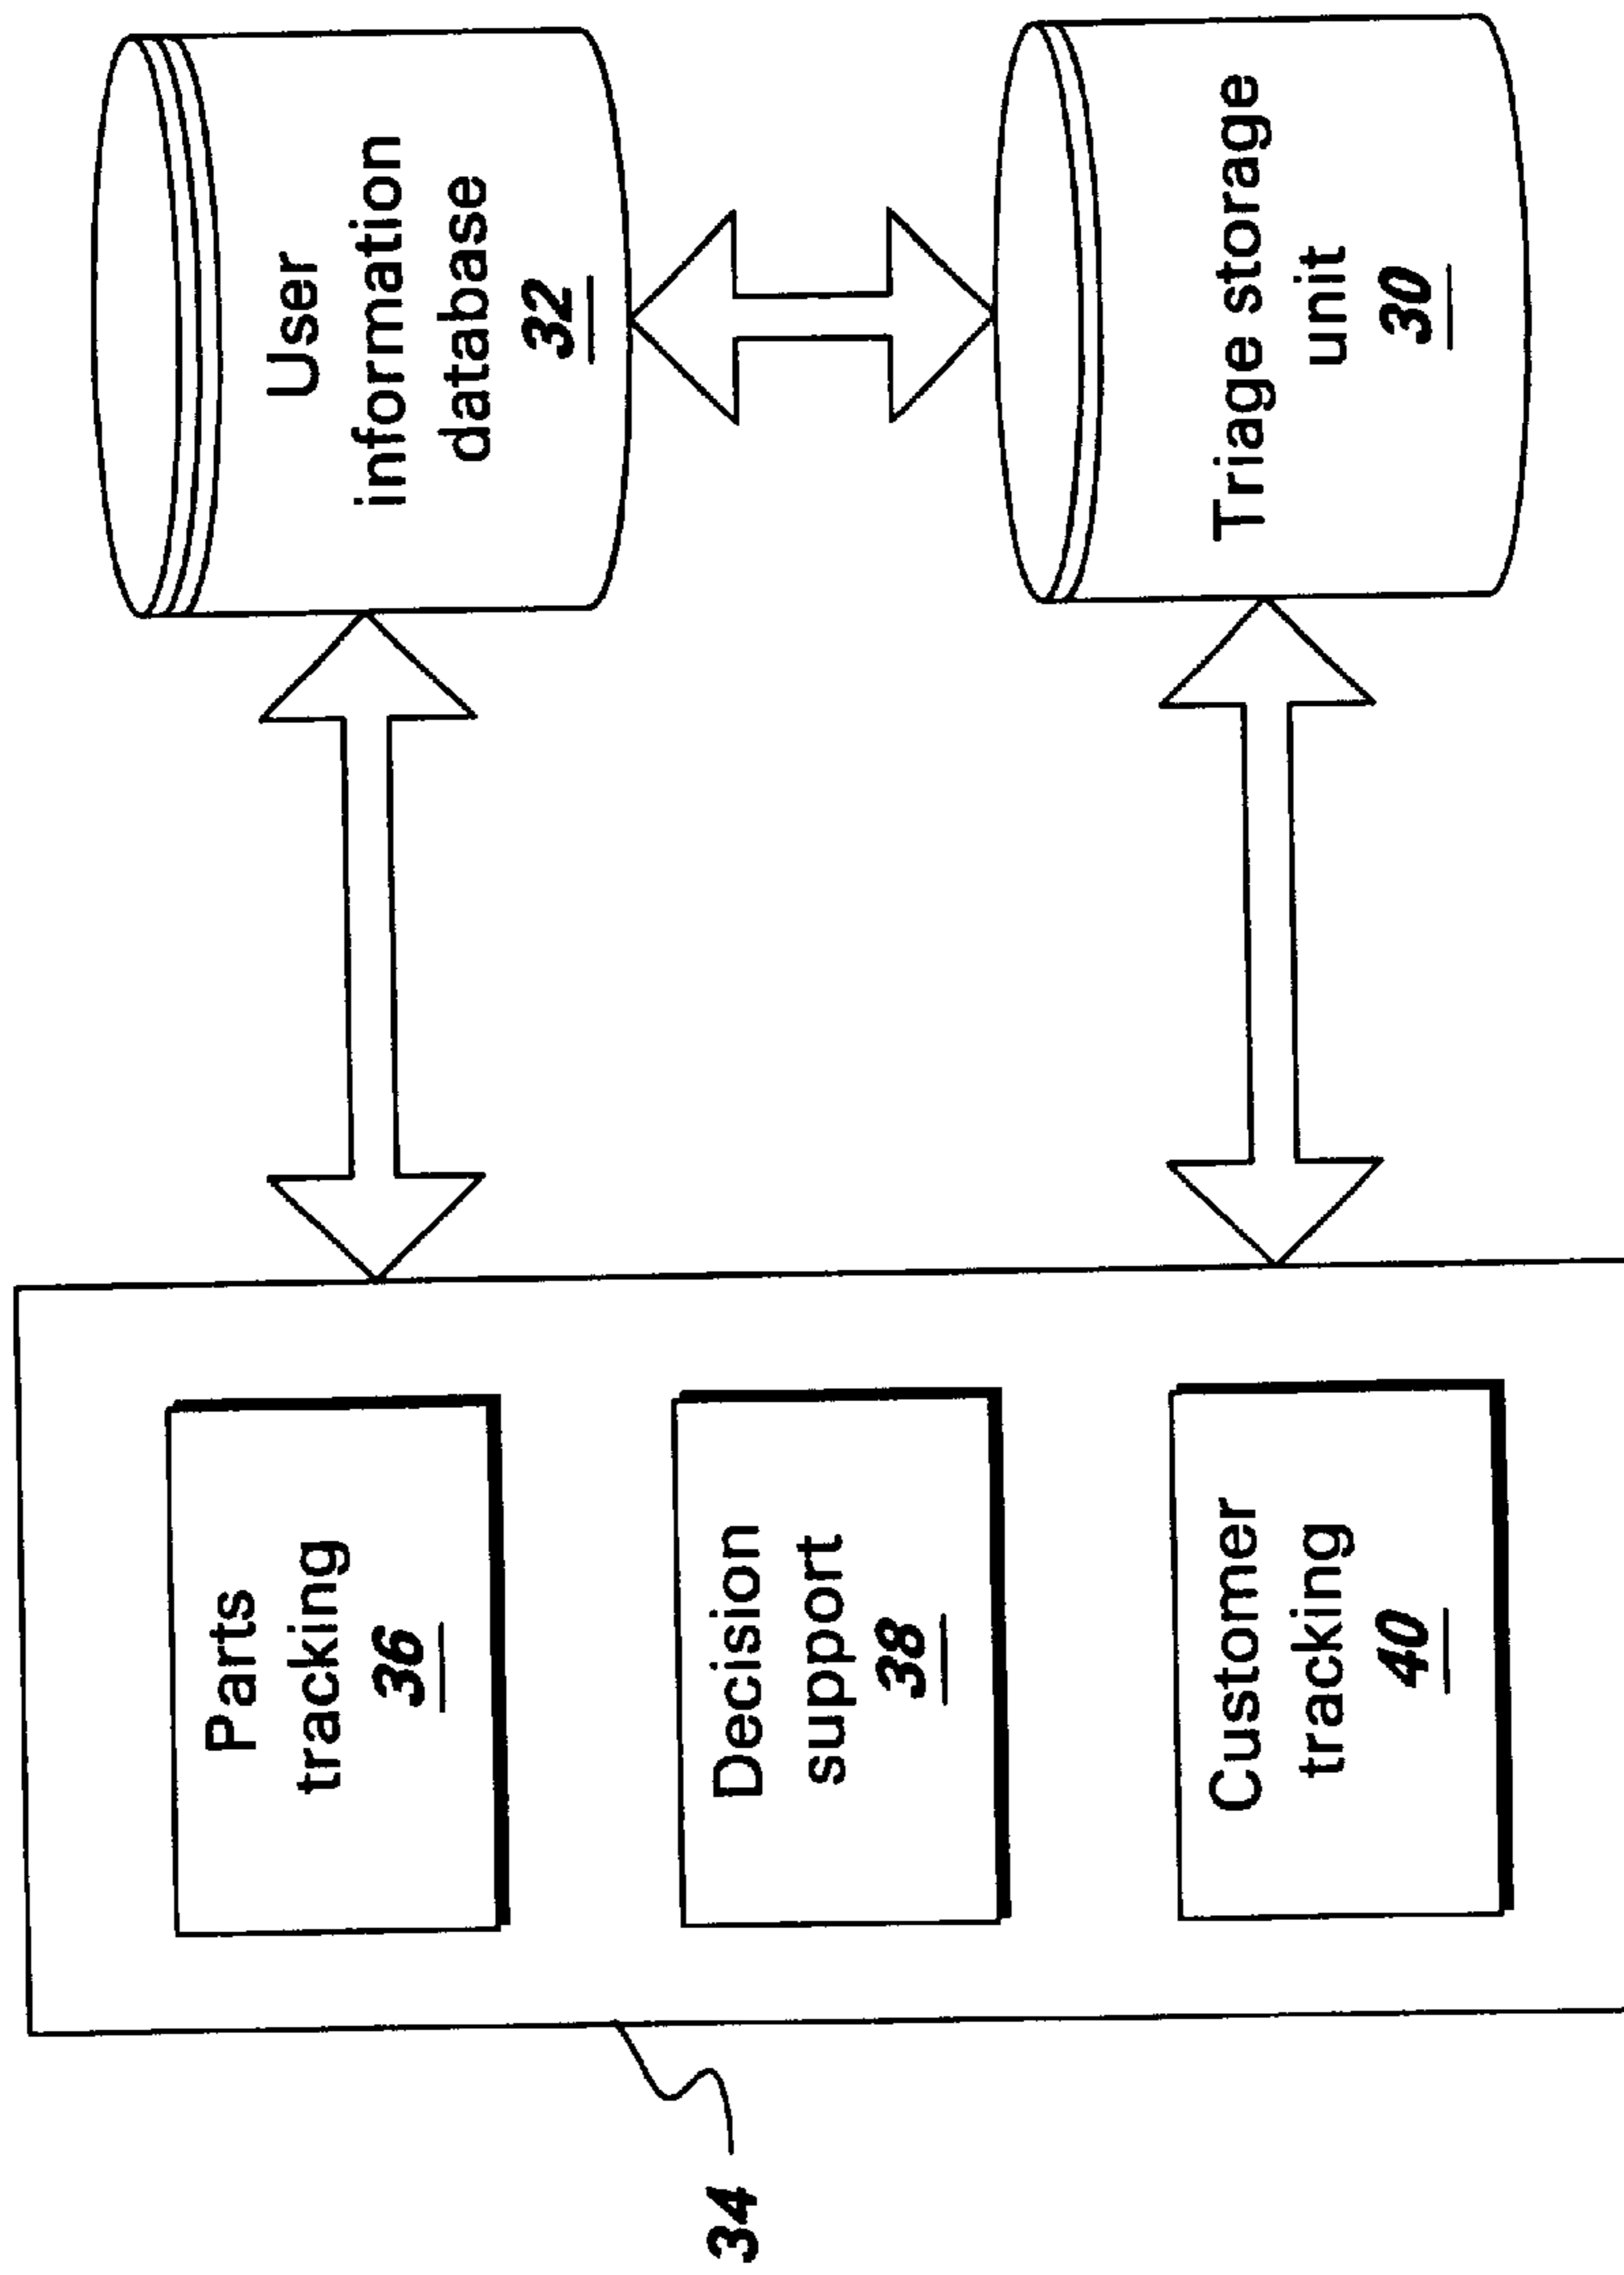 User
information
database
32
Triage storage
unit
30
Parts
tracking
36
Decision
support
38
Customer
tracking
40
34